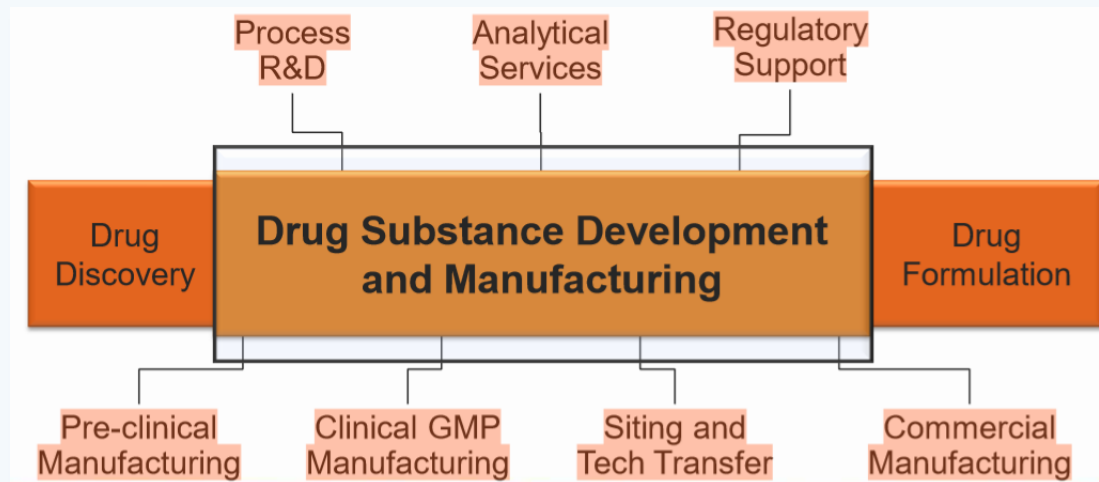 Process
R&D
Analytical
Services
Regulatory
Support
Drug
Discovery
Drug Substance Development
and Manufacturing
Drug
Formulation
Pre-clinical
Manufacturing
Clinical GMP
Manufacturing
Siting and
Tech Transfer
Commercial
Manufacturing